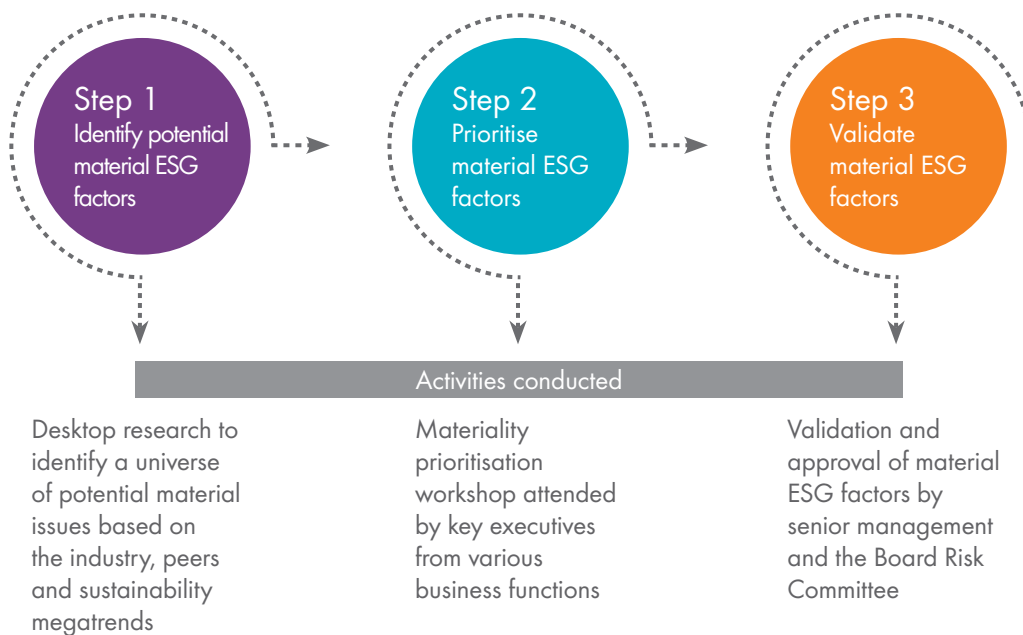 Step 1
Identify potential
material ESG
factors
Step 2
Prioritise
material ESG
factors
Step 3
Validate
material ESG
factors
Activities conducted
Desktop research to
identify a universe
of potential material
issues based on
the industry, peers
and sustainability
megatrends
Materiality
prioritisation
workshop attended
by key executives
from various
business functions
Validation and
approval of material
ESG factors by
senior management
and the Board Risk
Committee